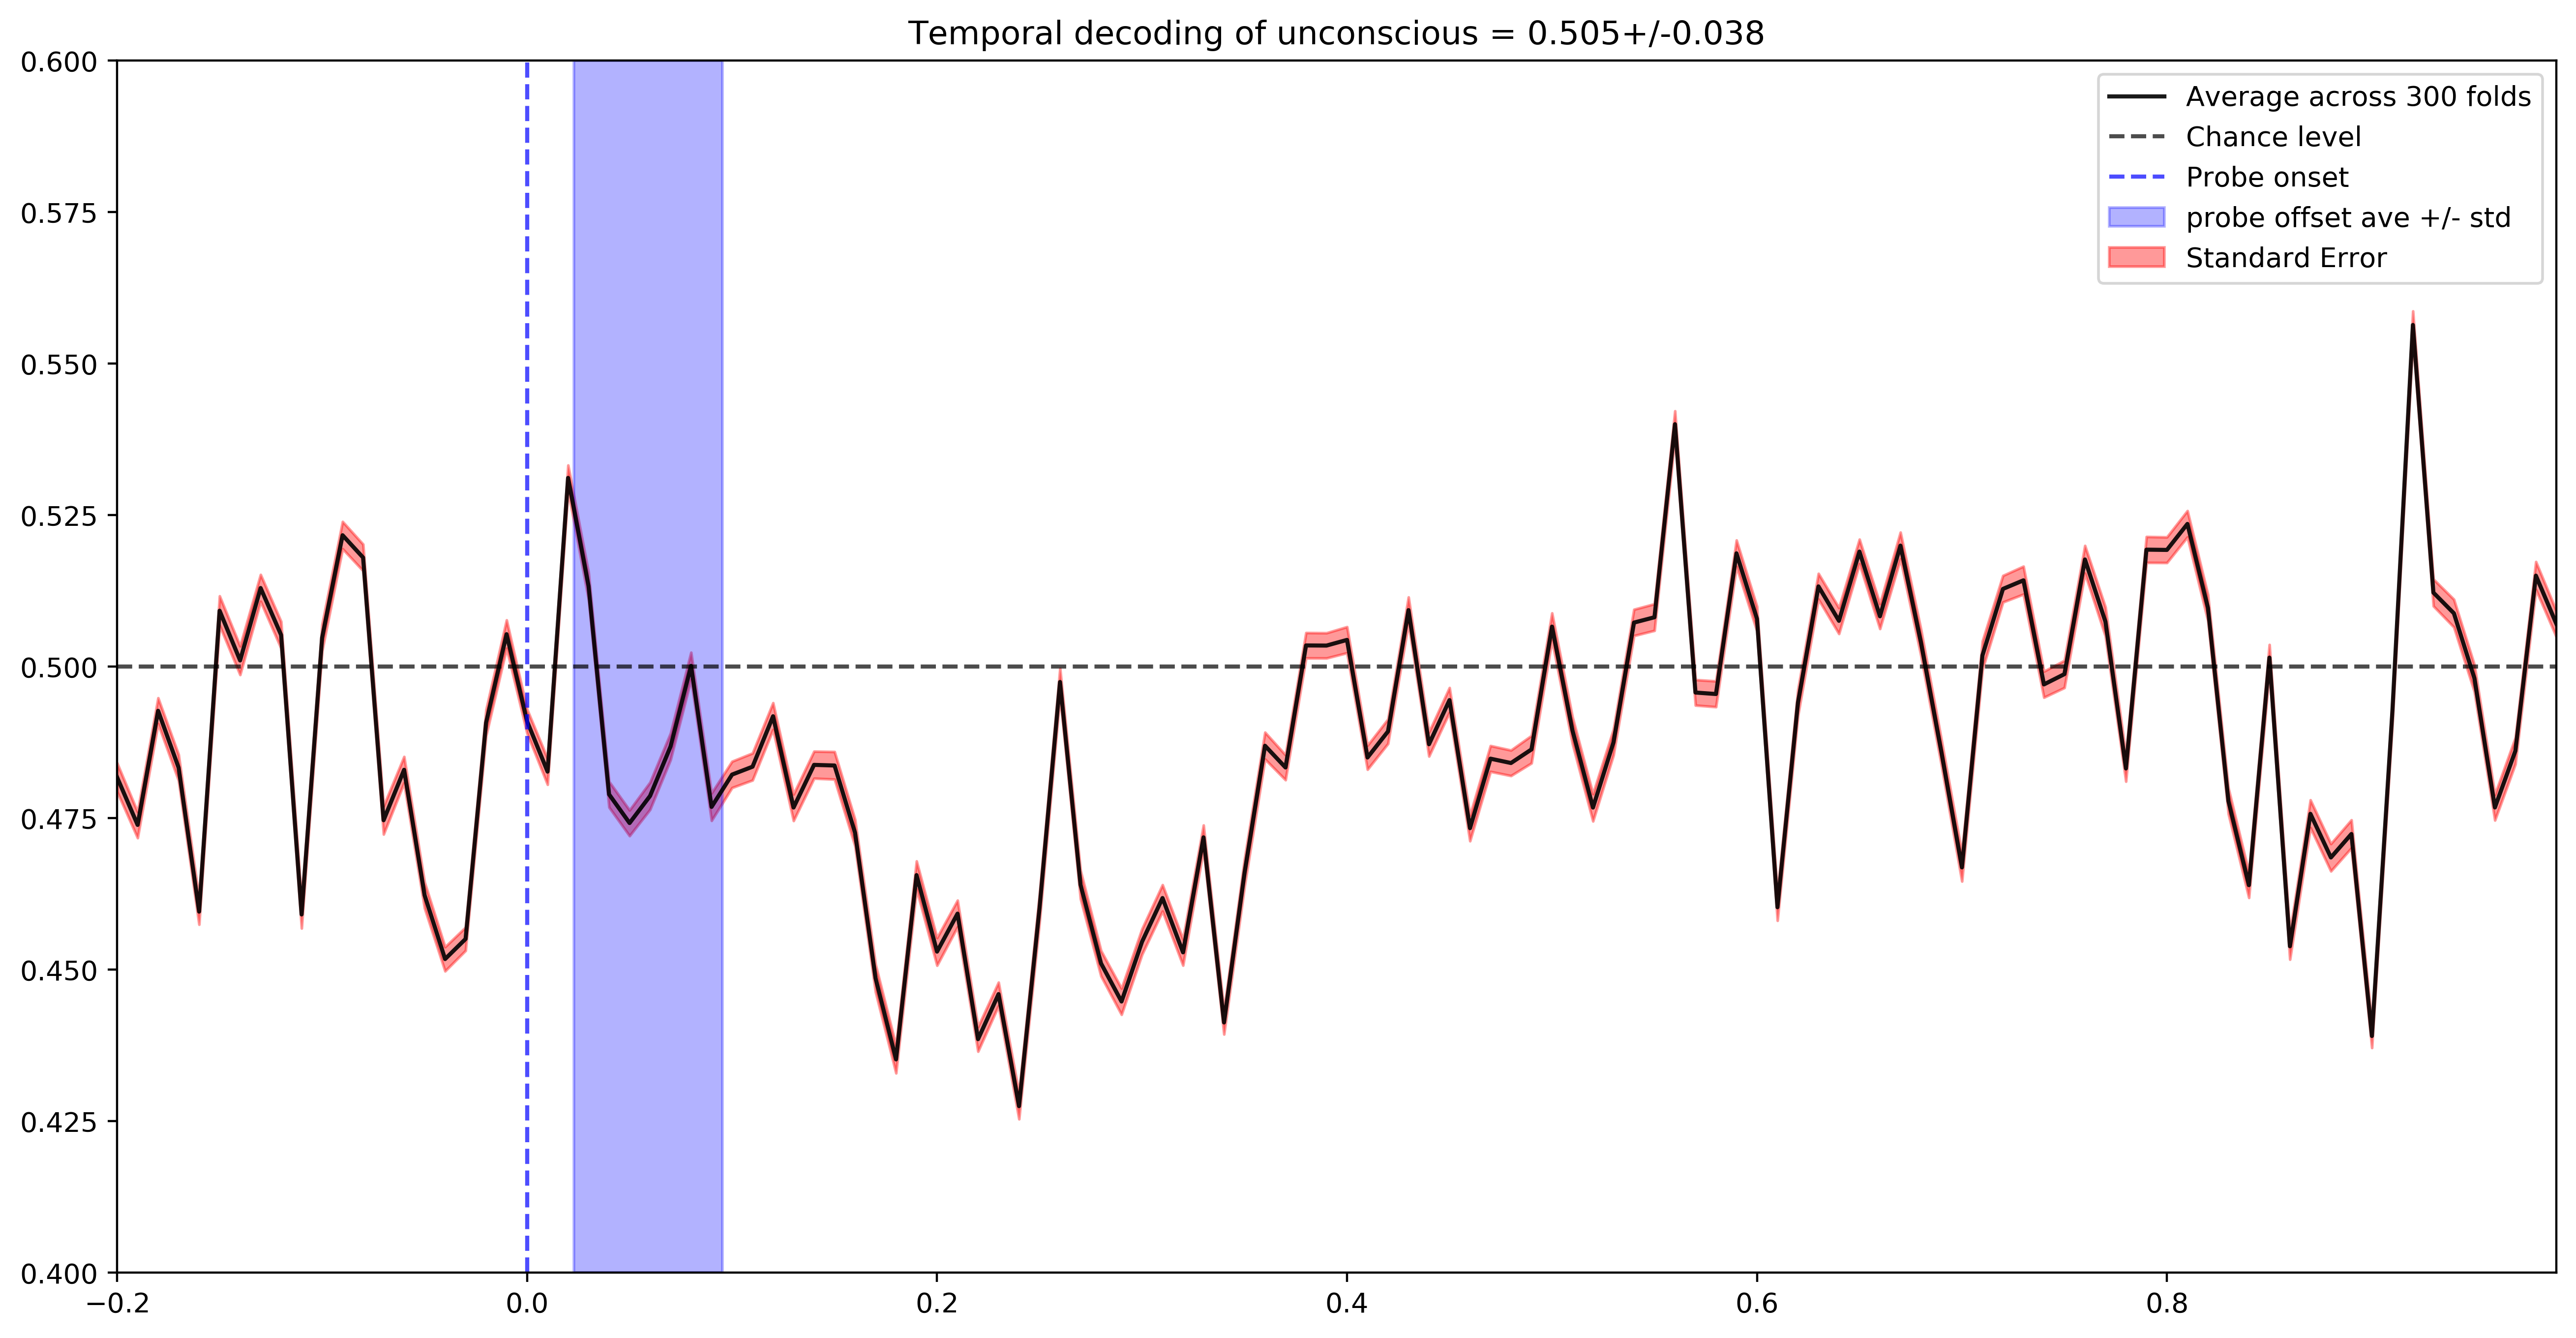 Temporal decoding of unconscious = 0.505+/-0.038
0.600
0.575
0.550
0.525
0.500
0.475
0.450
0.425
0.400
−0.2
0.0
0.2
0.4
0.6
0.8
Average across 300 folds
Chance level
Probe onset
probe offset ave +/- std
Standard Error